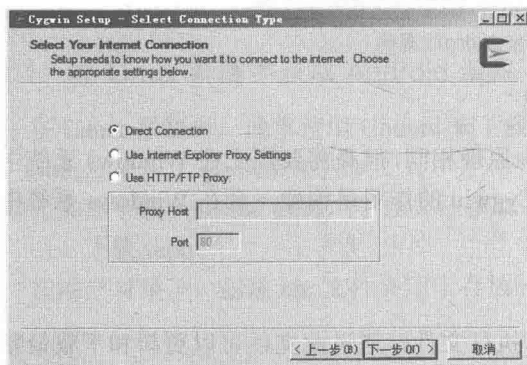 Cygwin Setup - Select Connection Type
Select Your Internet Connection
Setup needs to know how you want it to connect to the internet. Choose
the appropriate settings below.
Direct Connection
Use Internet Explorer Proxy Settings
Use HTTP/FTP Proxy:
Proxy Host
Port 80
< 上一步(B) 下一步(N) > 取消